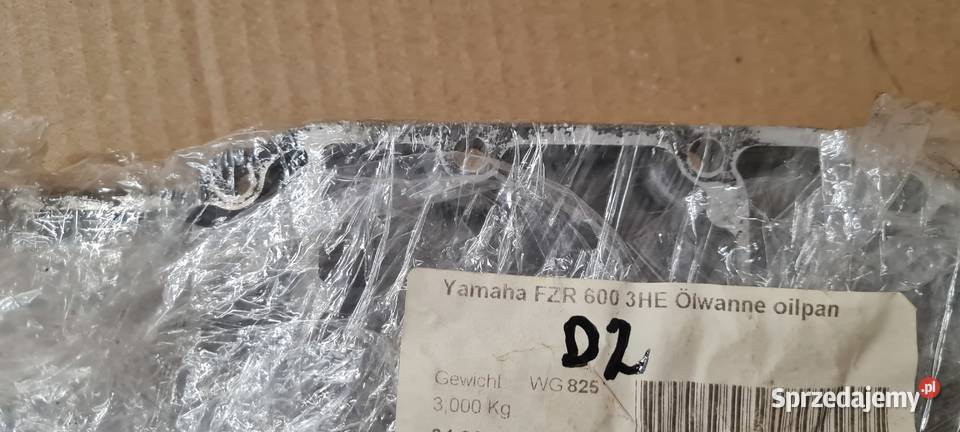 Yamaha FZR 600 3HE Ölwanne oilpan
D2
Gewicht WG 825
3,000 Kg
Sprzedajemy.pl